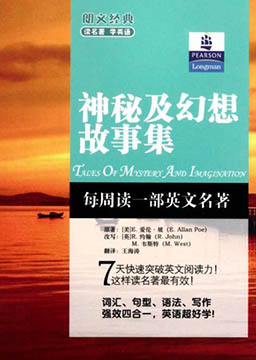 朗文经典
读名著 学英语
PEARSON
Longman
神秘及幻想
故事集
TALES OF MYSTERY AND IMAGINATION
每周读一部英文名著
原著:[美]E. 爱伦·坡(E. Allan Poe)
改写:[英]R. 约翰(R. John)
M. 韦斯特(M. West)
翻译:王海涛
7天快速突破英文阅读力!
这样读名著最有效!
词汇、句型、语法、写作
强效四合一,英语超好学!